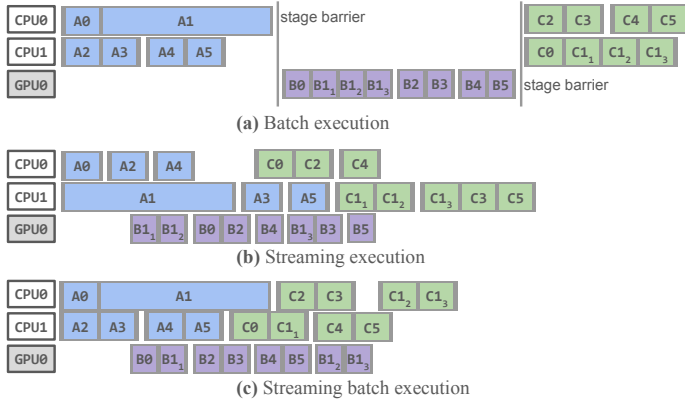 CPU0 A0 A1 stage barrier C2 C3 C4 C5
CPU1 A2 A3 A4 A5 C0 C1₁ C1₂ C1₃
GPU0 B0 B1₁ B1₂ B1₃ B2 B3 B4 B5 stage barrier
(a) Batch execution
CPU0 A0 A2 A4 C0 C2 C4
CPU1 A1 A3 A5 C1₁ C1₂ C1₃ C3 C5
GPU0 B1₁ B1₂ B0 B2 B4 B1₃ B3 B5
(b) Streaming execution
CPU0 A0 A1 C2 C3 C1₂ C1₃
CPU1 A2 A3 A4 A5 C0 C1₁ C4 C5
GPU0 B0 B1₁ B2 B3 B4 B5 B1₂ B1₃
(c) Streaming batch execution